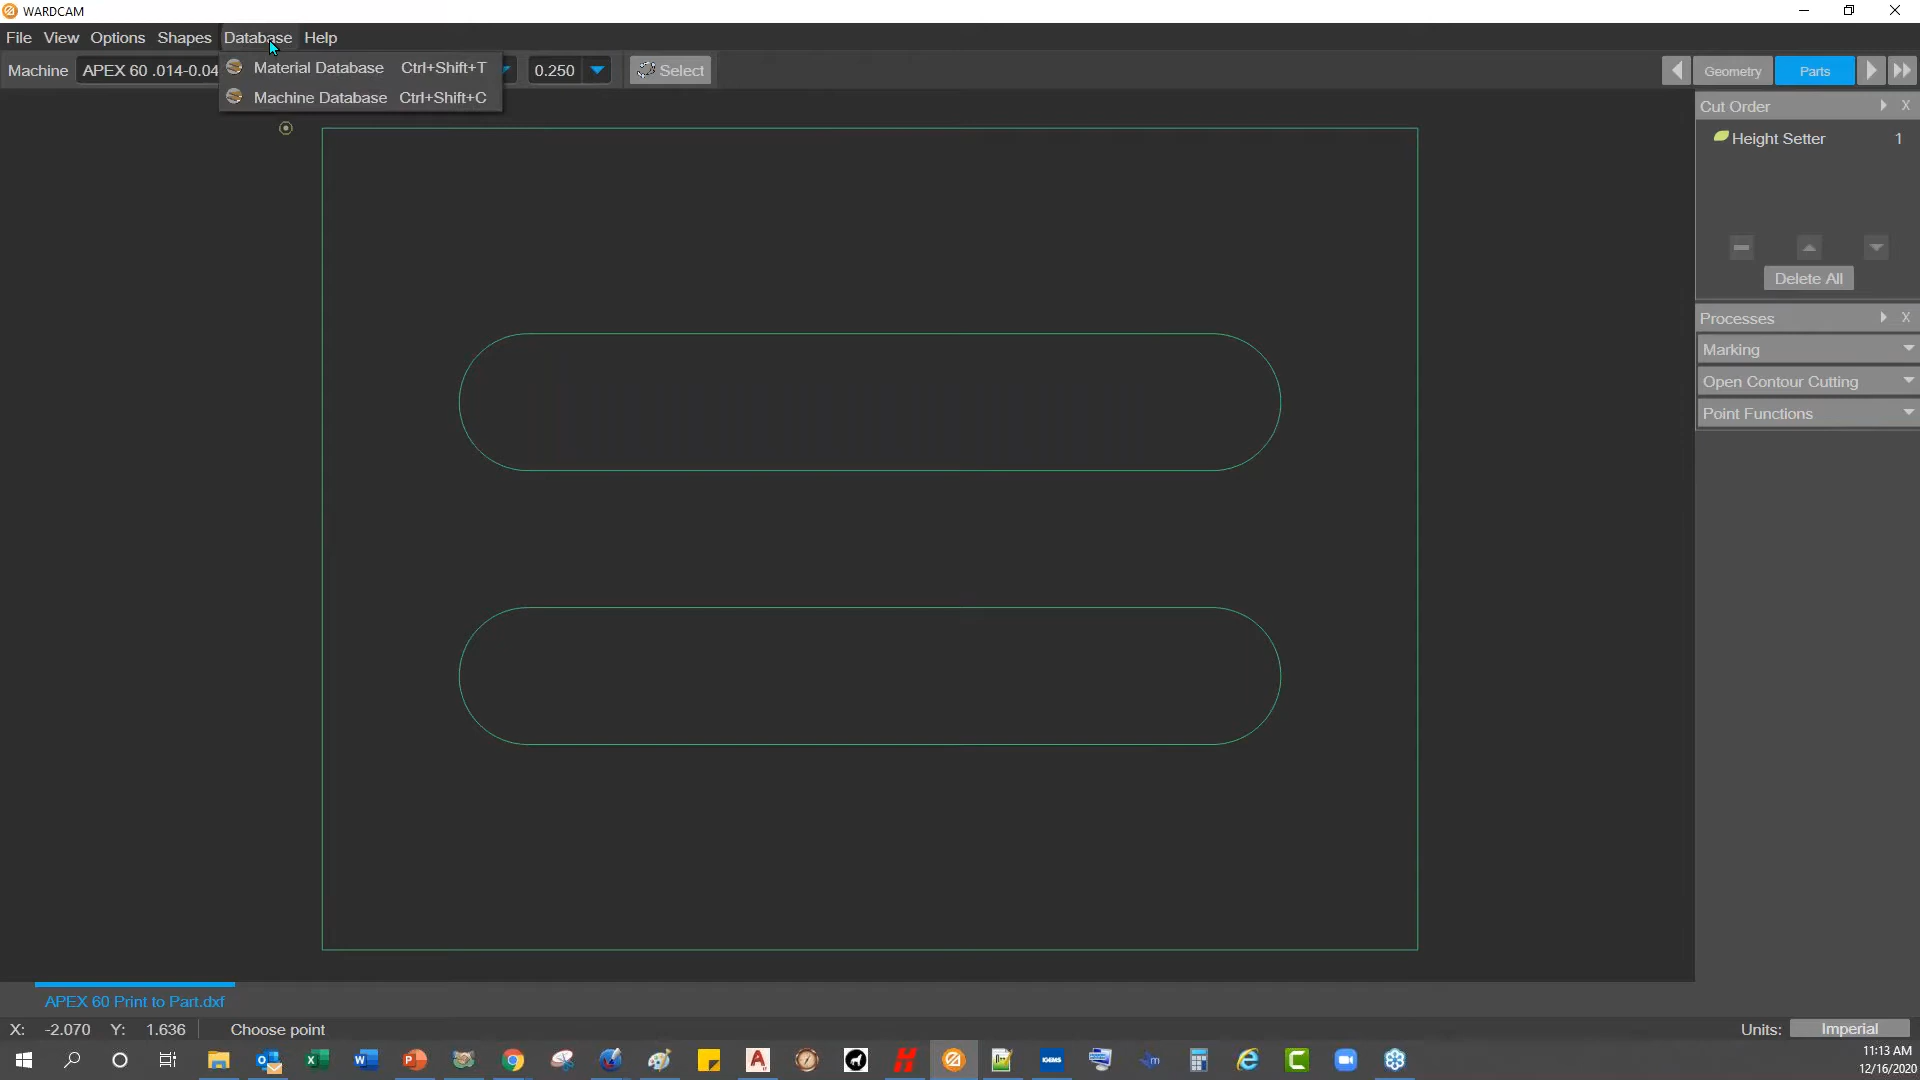 WARDCAM
File View Options Shapes Database Help
Machine APEX 60 .014-0.04 0.250 Select Geometry Parts
Material Database Ctrl+Shift+T
Machine Database Ctrl+Shift+C
Cut Order X
Height Setter 1
Delete All
Processes X
Marking
Open Contour Cutting
Point Functions
APEX 60 Print to Part.dxf
X: -2.070 Y: 1.636 Choose point Units: Imperial
11:13 AM
12/16/2020